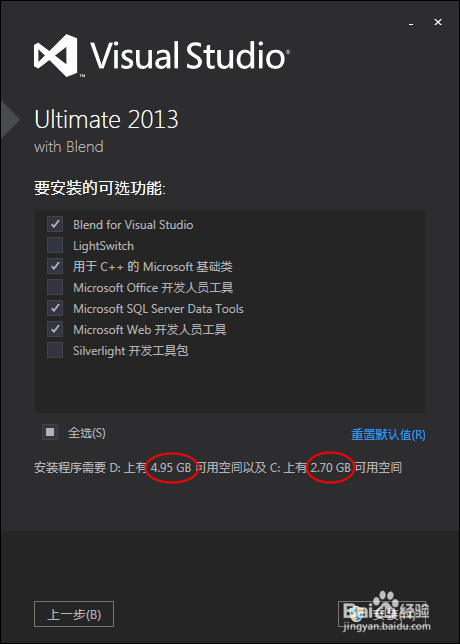 Visual Studio
Ultimate 2013
with Blend
要安装的可选功能:
Blend for Visual Studio
LightSwitch
用于 C++ 的 Microsoft 基础类
Microsoft Office 开发人员工具
Microsoft SQL Server Data Tools
Microsoft Web 开发人员工具
Silverlight 开发工具包
全选(S)
重置默认值(R)
安装程序需要 D: 上有 4.95 GB 可用空间以及 C: 上有 2.70 GB 可用空间
上一步(B)
Baidu 经验
jingyan.baidu.com